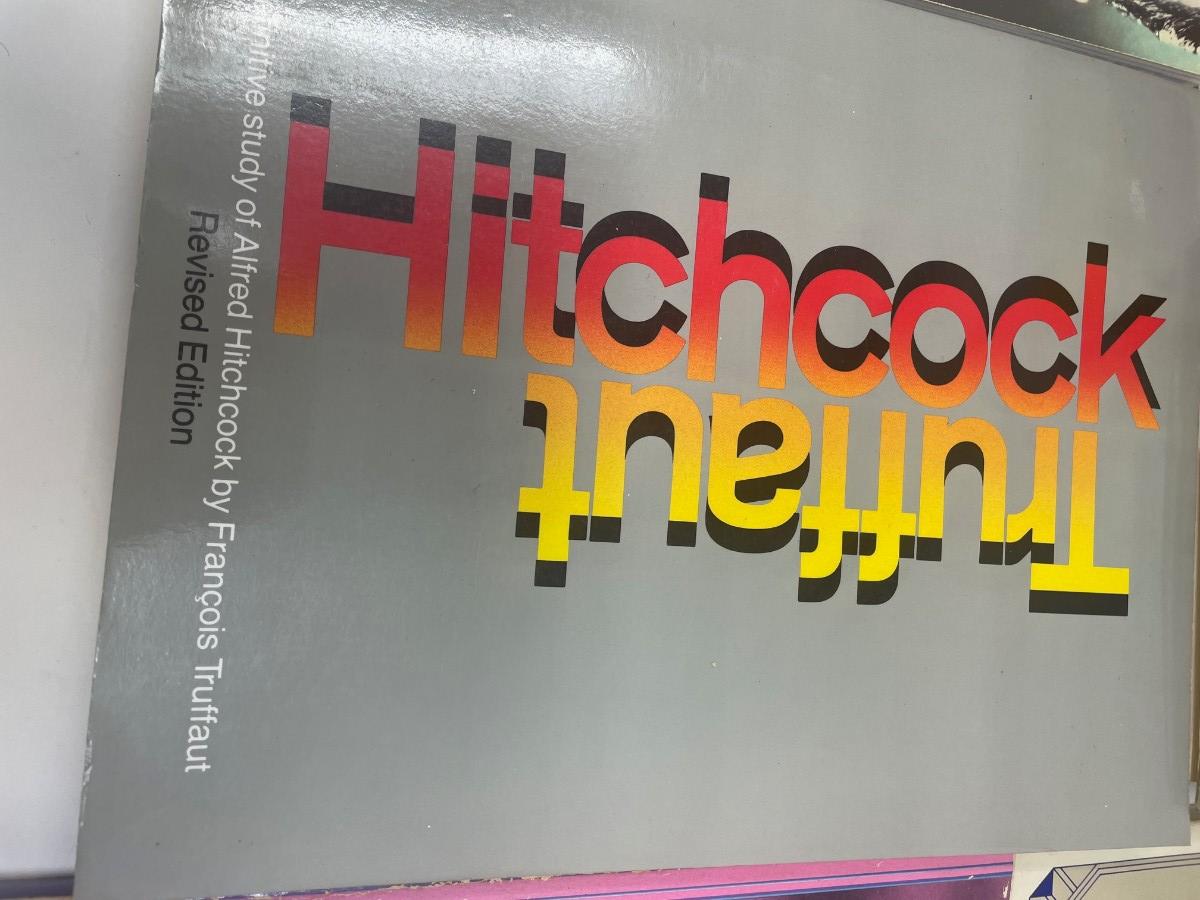 Hitchcock
Truffaut
study of Alfred Hitchcock by François Truffaut
Revised Edition